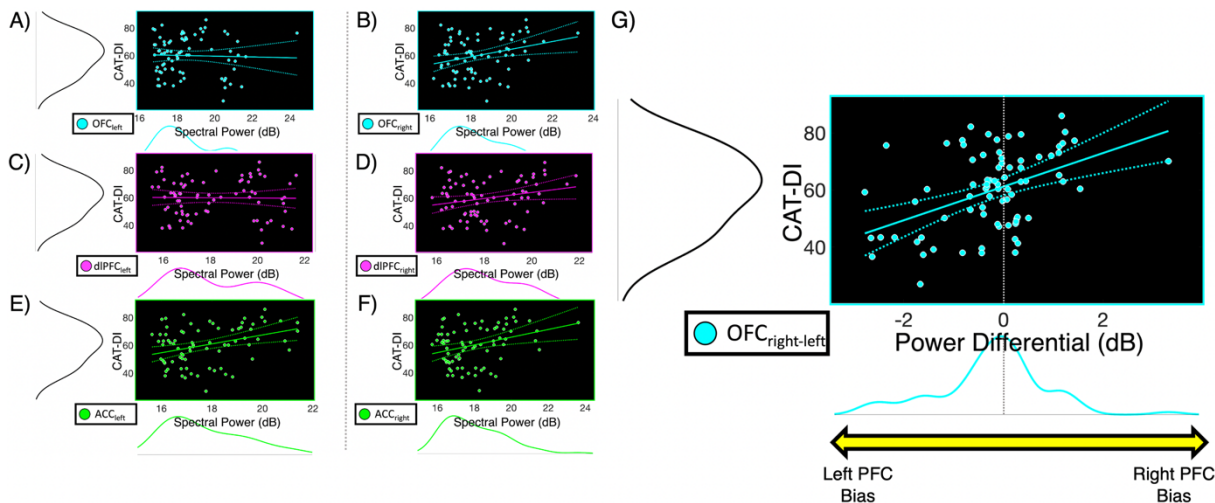 A)
CAT-DI
80
60
40
16 18 20 22 24
OFCleft
Spectral Power (dB)
B)
CAT-DI
80
60
40
16 18 20 22 24
OFCright
Spectral Power (dB)
C)
CAT-DI
80
60
40
16 18 20 22
dlPFCleft
Spectral Power (dB)
D)
CAT-DI
80
60
40
16 18 20 22
dlPFCright
Spectral Power (dB)
E)
CAT-DI
80
60
40
16 18 20 22
ACCleft
Spectral Power (dB)
F)
CAT-DI
80
60
40
16 18 20 22 24
ACCright
Spectral Power (dB)
G)
CAT-DI
80
60
40
-2 0 2
OFCright-left
Power Differential (dB)
Left PFC
Bias
Right PFC
Bias